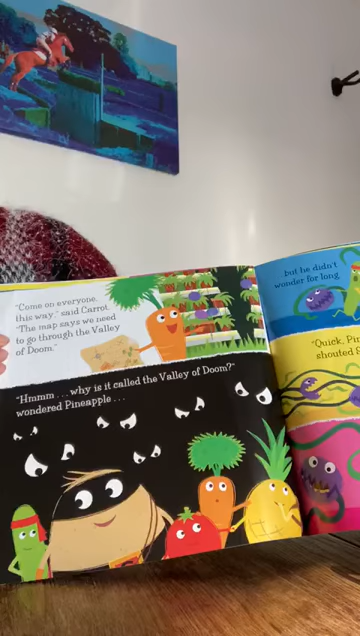 "Come on everyone,
this way," said Carrot.
"The map says we need
to go through the Valley
of Doom."
"Hmmm . . . why is it called the Valley of Doom?"
wondered Pineapple . . .
but he didn't
wonder for long.
"Quick,
shouted